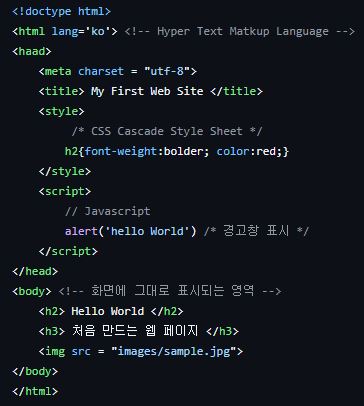 <!doctype html>
<html lang='ko'> <!-- Hyper Text Matkup Language -->
<haad>
<meta charset = "utf-8">
<title> My First Web Site </title>
<style>
/* CSS Cascade Style Sheet */
h2{font-weight:bolder; color:red;}
</style>
<script>
// Javascript
alert('hello World') /* 경고창 표시 */
</script>
</head>
<body> <!-- 화면에 그대로 표시되는 영역 -->
<h2> Hello World </h2>
<h3> 처음 만드는 웹 페이지 </h3>
<img src = "images/sample.jpg">
</body>
</html>